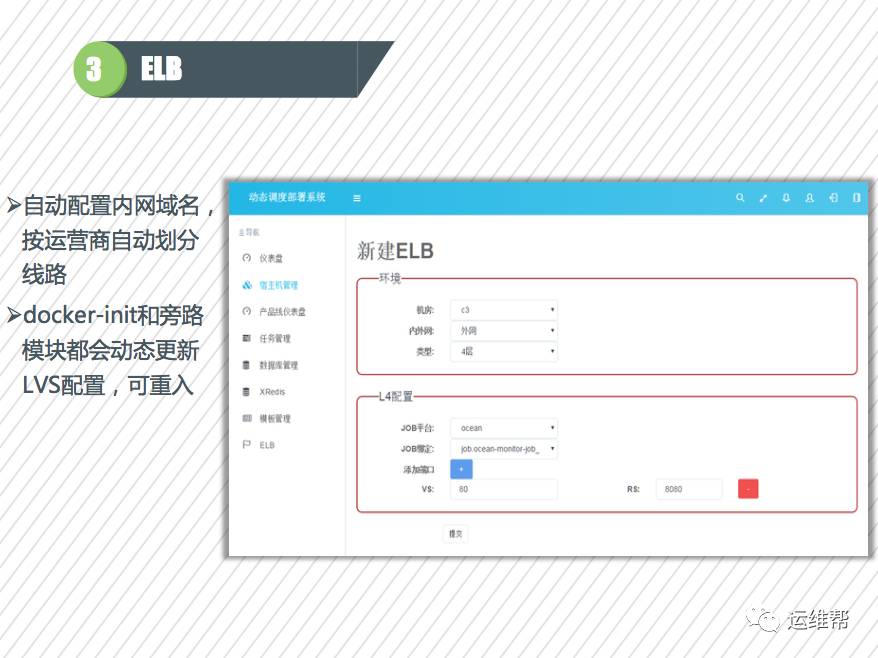 3 ELB
➢自动配置内网域名，
按运营商自动划分
线路
➢docker-init和旁路
模块都会动态更新
LVS配置，可重入
动态调度部署系统
主导航
仪表盘
宿主机管理
产品线仪表盘
任务管理
数据库管理
XRedis
模板管理
ELB
新建ELB
环境
机房: c3
内外网: 外网
类型: 4层
L4配置
JOB平台: ocean
JOB绑定: job.ocean-monitor-job_
添加端口 +
VS: 80 RS: 8080 -
提交
运维帮